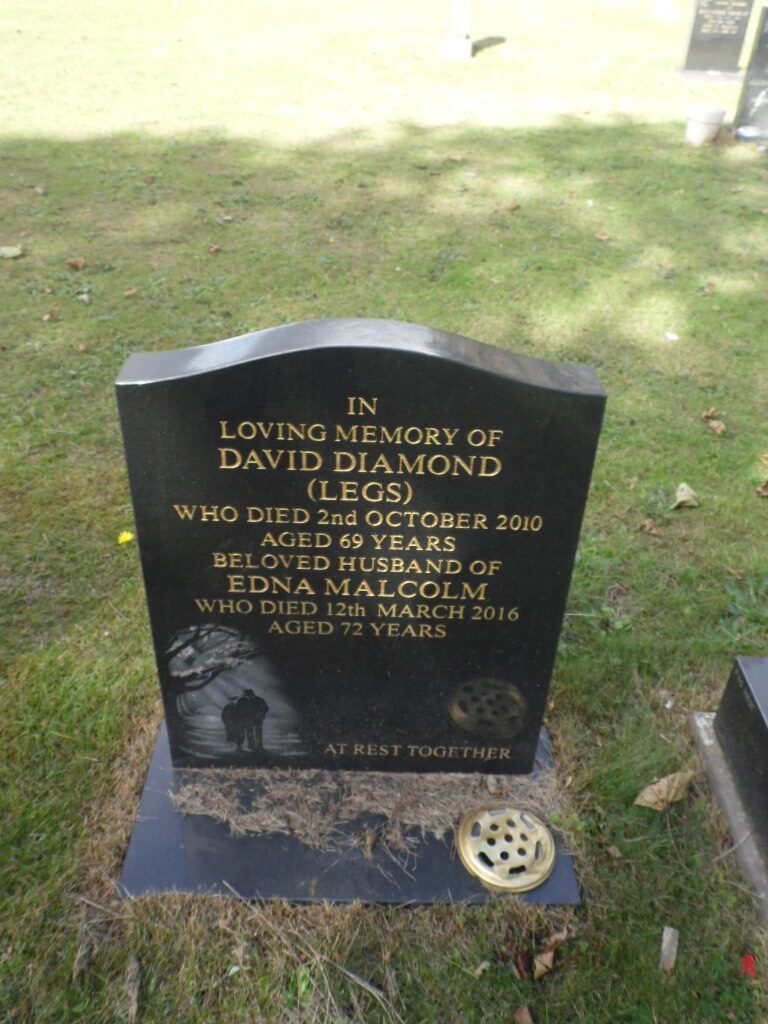 IN
LOVING MEMORY OF
DAVID DIAMOND
(LEGS)
WHO DIED 2nd OCTOBER 2010
AGED 69 YEARS
BELOVED HUSBAND OF
EDNA MALCOLM
WHO DIED 12th MARCH 2016
AGED 72 YEARS
AT REST TOGETHER